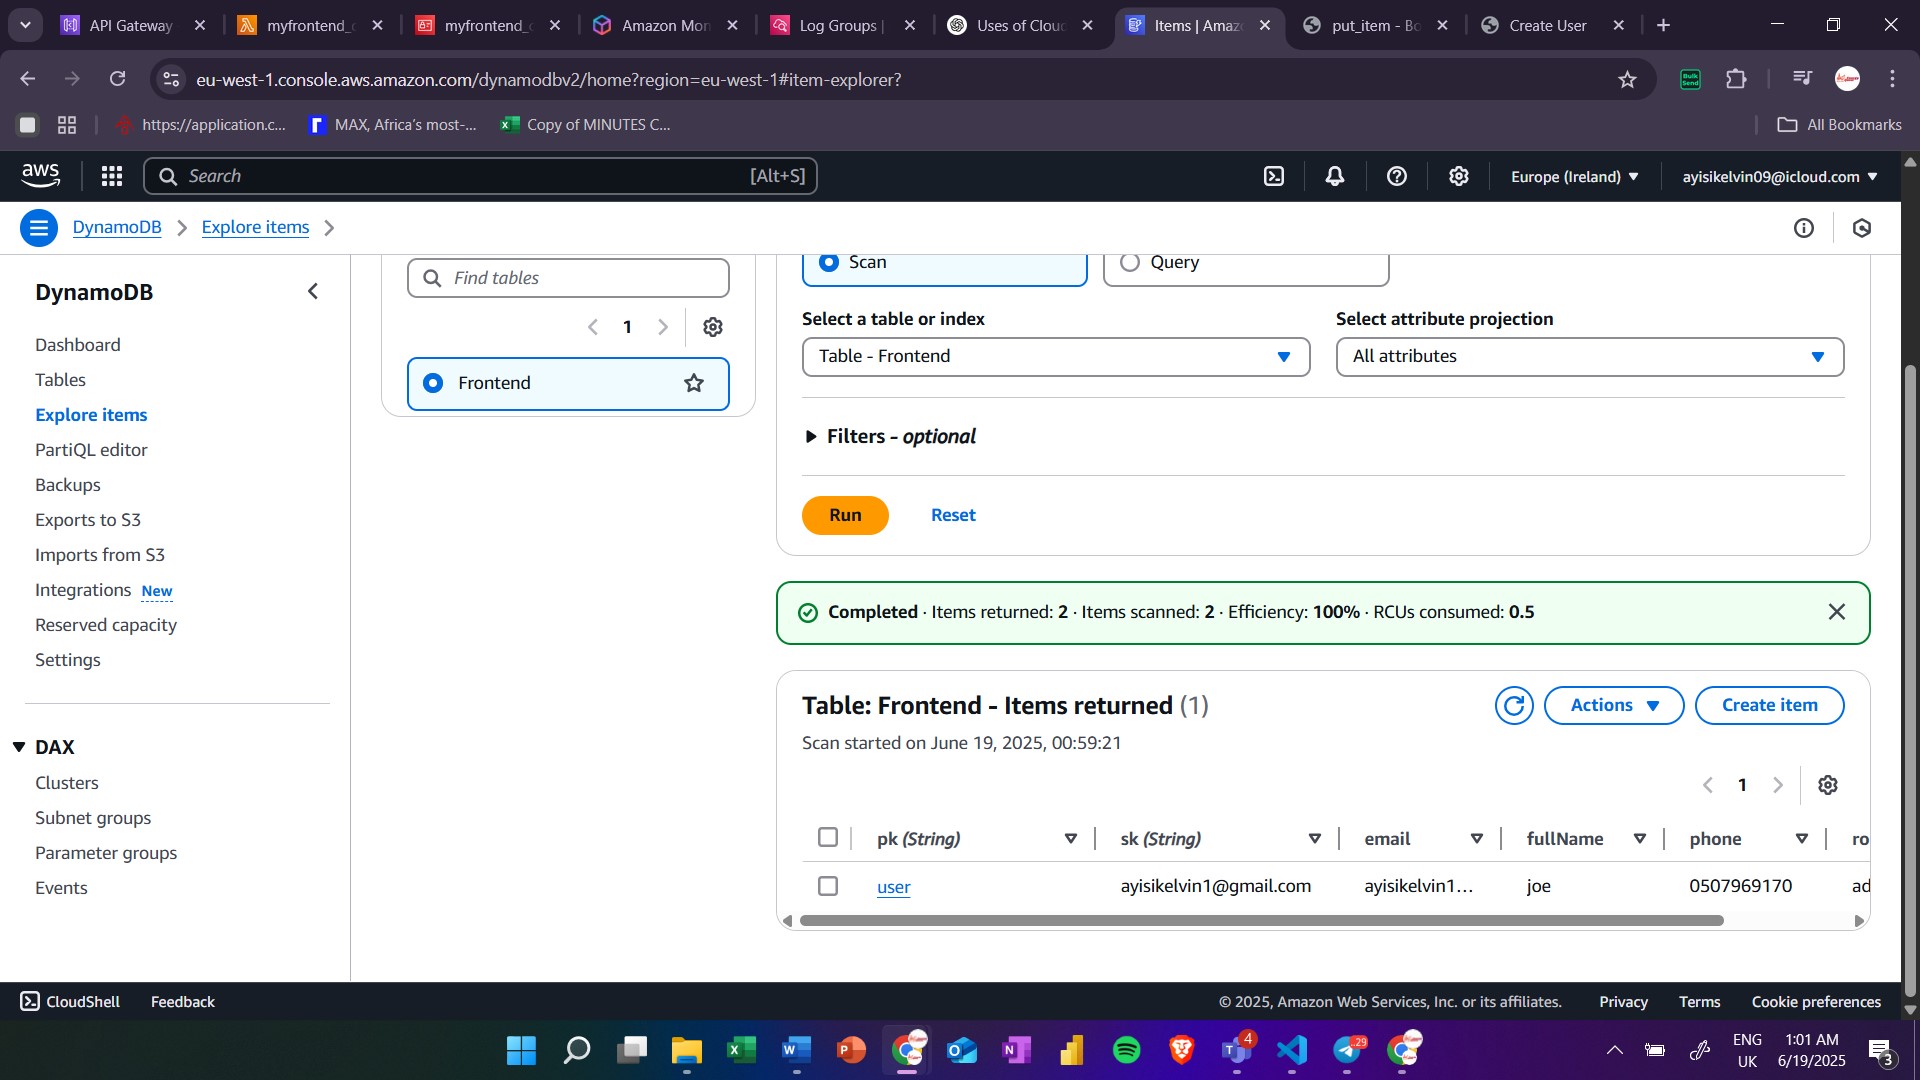 API Gateway
myfrontend_
myfrontend_
Amazon Mon
Log Groups |
Uses of Clou
Items | Amaz
put_item - Bo
Create User
eu-west-1.console.aws.amazon.com/dynamodbv2/home?region=eu-west-1#item-explorer?
Bulk Send
https://application.c...
MAX, Africa's most-...
Copy of MINUTES C...
All Bookmarks
aws
Search
[Alt+S]
Europe (Ireland)
ayisikelvin09@icloud.com
DynamoDB
Explore items
DynamoDB
Dashboard
Tables
Explore items
PartiQL editor
Backups
Exports to S3
Imports from S3
Integrations New
Reserved capacity
Settings
DAX
Clusters
Subnet groups
Parameter groups
Events
Find tables
1
Frontend
Scan
Query
Select a table or index
Select attribute projection
Table - Frontend
All attributes
Filters - optional
Run
Reset
Completed · Items returned: 2 · Items scanned: 2 · Efficiency: 100% · RCUs consumed: 0.5
Table: Frontend - Items returned (1)
Actions
Create item
Scan started on June 19, 2025, 00:59:21
1
pk (String)
sk (String)
email
fullName
phone
ro
user
ayisikelvin1@gmail.com
ayisikelvin1...
joe
0507969170
ad
CloudShell
Feedback
© 2025, Amazon Web Services, Inc. or its affiliates.
Privacy
Terms
Cookie preferences
4
29
ENG
UK
1:01 AM
6/19/2025
3